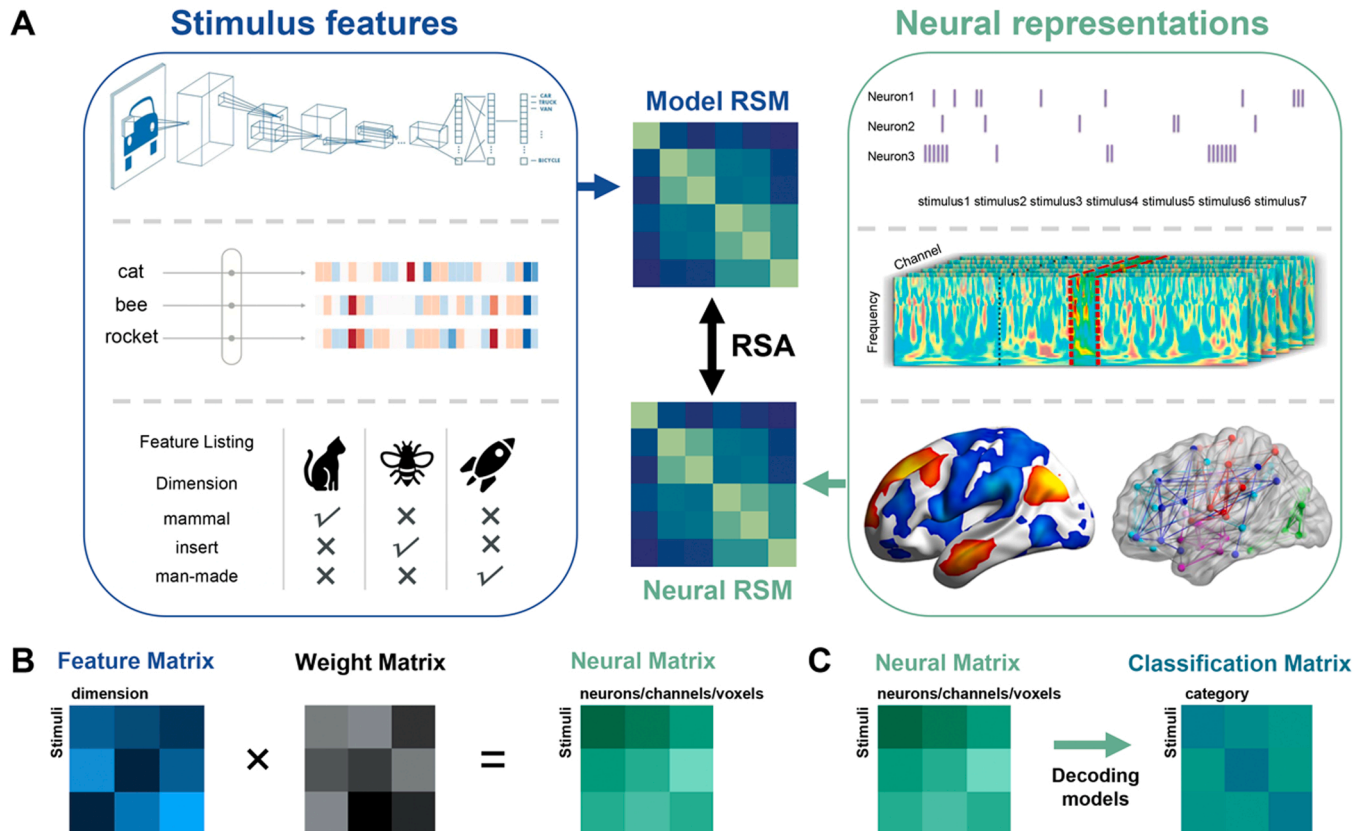 A
Stimulus features
Neural representations
CAR
TRUCK
VAN
BICYCLE
Model RSM
Neuron1
Neuron2
Neuron3
stimulus1 stimulus2 stimulus3 stimulus4 stimulus5 stimulus6 stimulus7
cat
bee
rocket
RSA
Channel
Frequency
Feature Listing
Dimension
mammal
insert
man-made
Neural RSM
B
Feature Matrix
Weight Matrix
Neural Matrix
dimension
neurons/channels/voxels
Stimuli
×
=
Stimuli
C
Neural Matrix
Classification Matrix
neurons/channels/voxels
category
Stimuli
Decoding
models
Stimuli